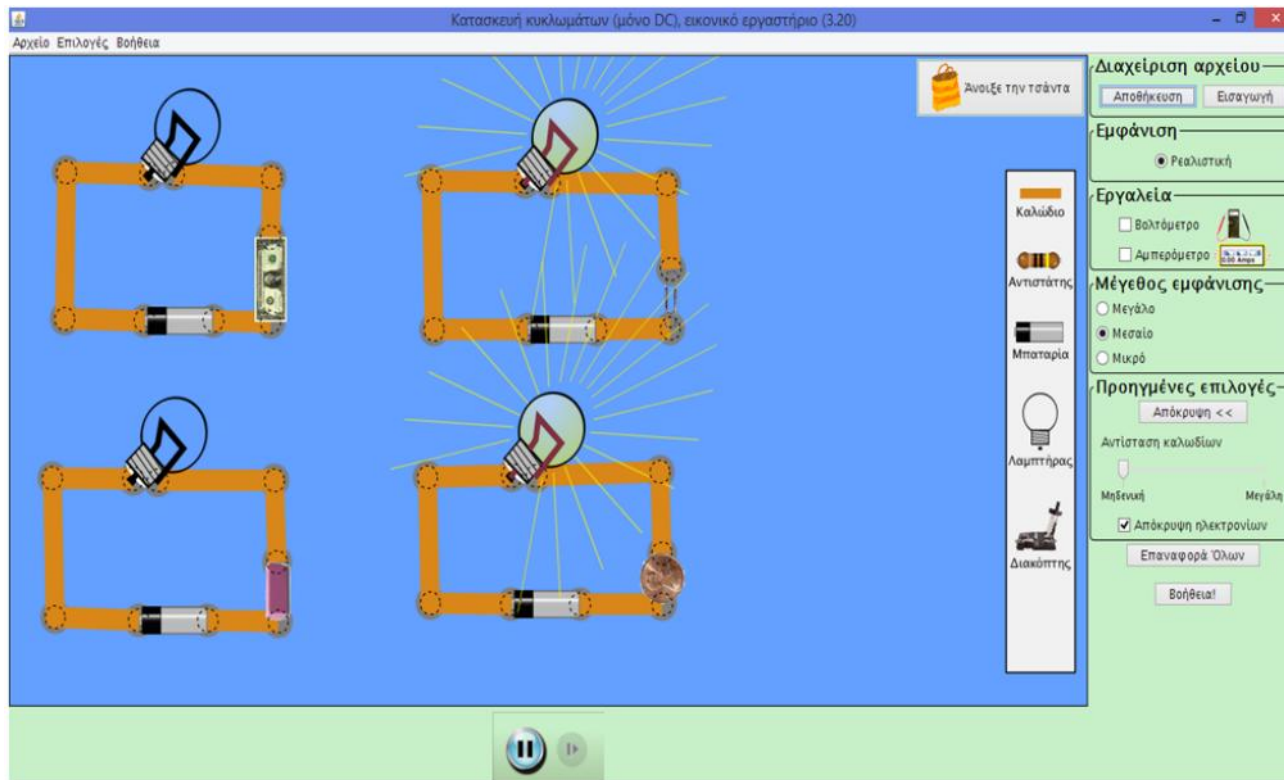 Κατασκευή κυκλωμάτων (μόνο DC), εικονικό εργαστήριο (3.20)
Αρχείο Επιλογές Βοήθεια
Άνοιξε την τσάντα
Καλώδιο
Αντιστάτης
Μπαταρία
Λαμπτήρας
Διακόπτης
Διαχείριση αρχείου
Αποθήκευση Εισαγωγή
Εμφάνιση
Ρεαλιστική
Εργαλεία
Βολτόμετρο
Αμπερόμετρο
Μέγεθος εμφάνισης
Μεγάλο
Μεσαίο
Μικρό
Προηγμένες επιλογές
Απόκρυψη <<
Αντίσταση καλωδίων
Μηδενική Μεγάλη
Απόκρυψη ηλεκτρονίων
Επαναφορά Όλων
Βοήθεια!